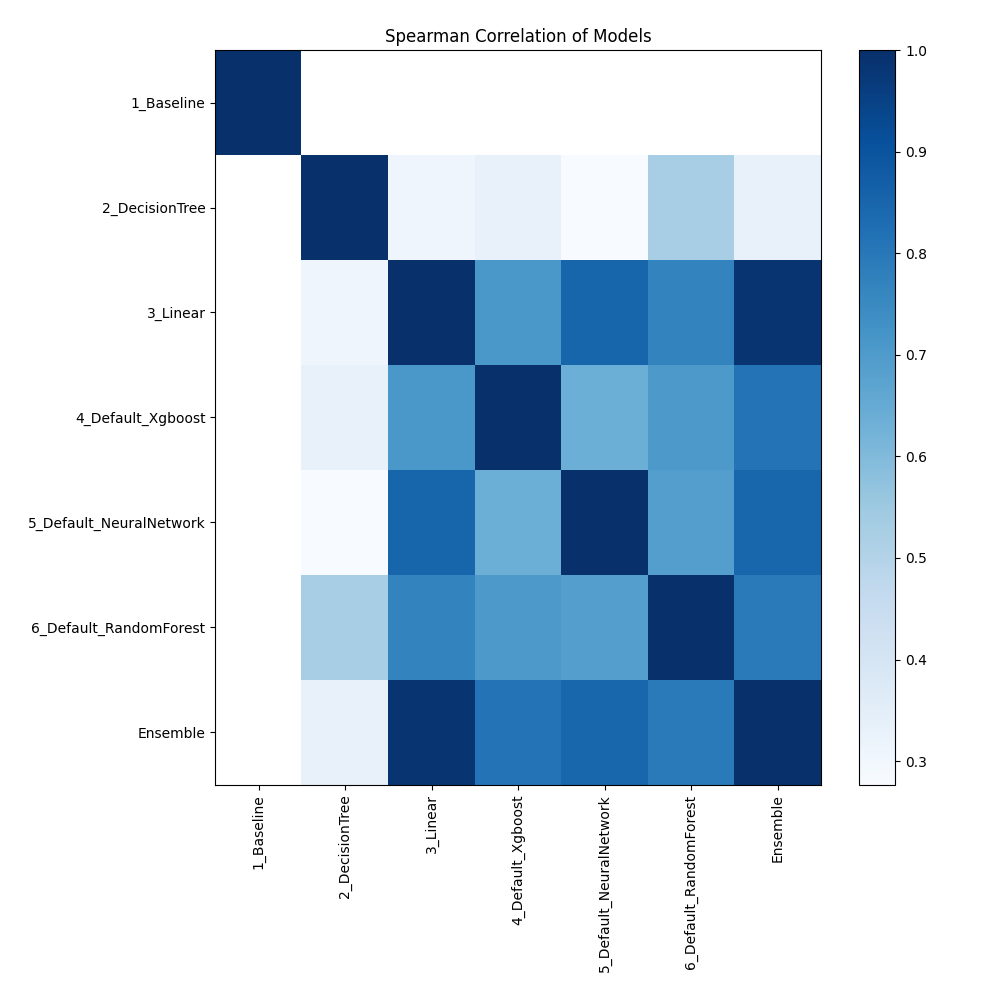 Spearman Correlation of Models
1_Baseline
2_DecisionTree
3_Linear
4_Default_Xgboost
5_Default_NeuralNetwork
6_Default_RandomForest
Ensemble
1_Baseline
2_DecisionTree
3_Linear
4_Default_Xgboost
5_Default_NeuralNetwork
6_Default_RandomForest
Ensemble
1.0
0.9
0.8
0.7
0.6
0.5
0.4
0.3